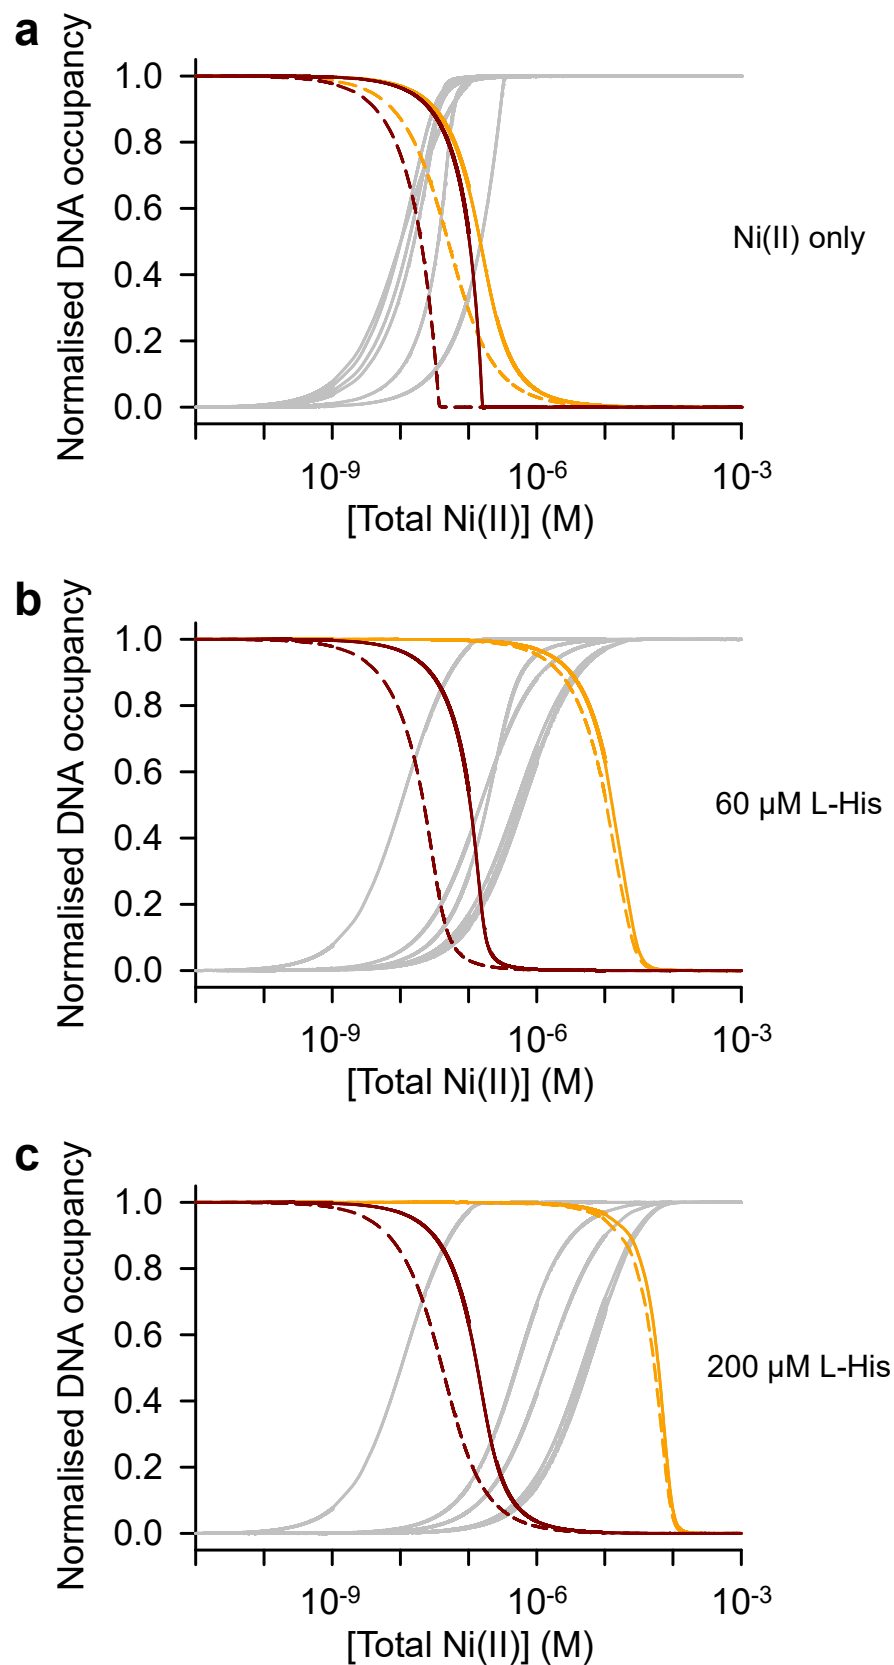 a
Normalised DNA occupancy
1.0
0.8
0.6
0.4
0.2
0.0
Ni(II) only
10-9 10-6 10-3
[Total Ni(II)] (M)
b
Normalised DNA occupancy
1.0
0.8
0.6
0.4
0.2
0.0
60 µM L-His
10-9 10-6 10-3
[Total Ni(II)] (M)
c
Normalised DNA occupancy
1.0
0.8
0.6
0.4
0.2
0.0
200 µM L-His
10-9 10-6 10-3
[Total Ni(II)] (M)